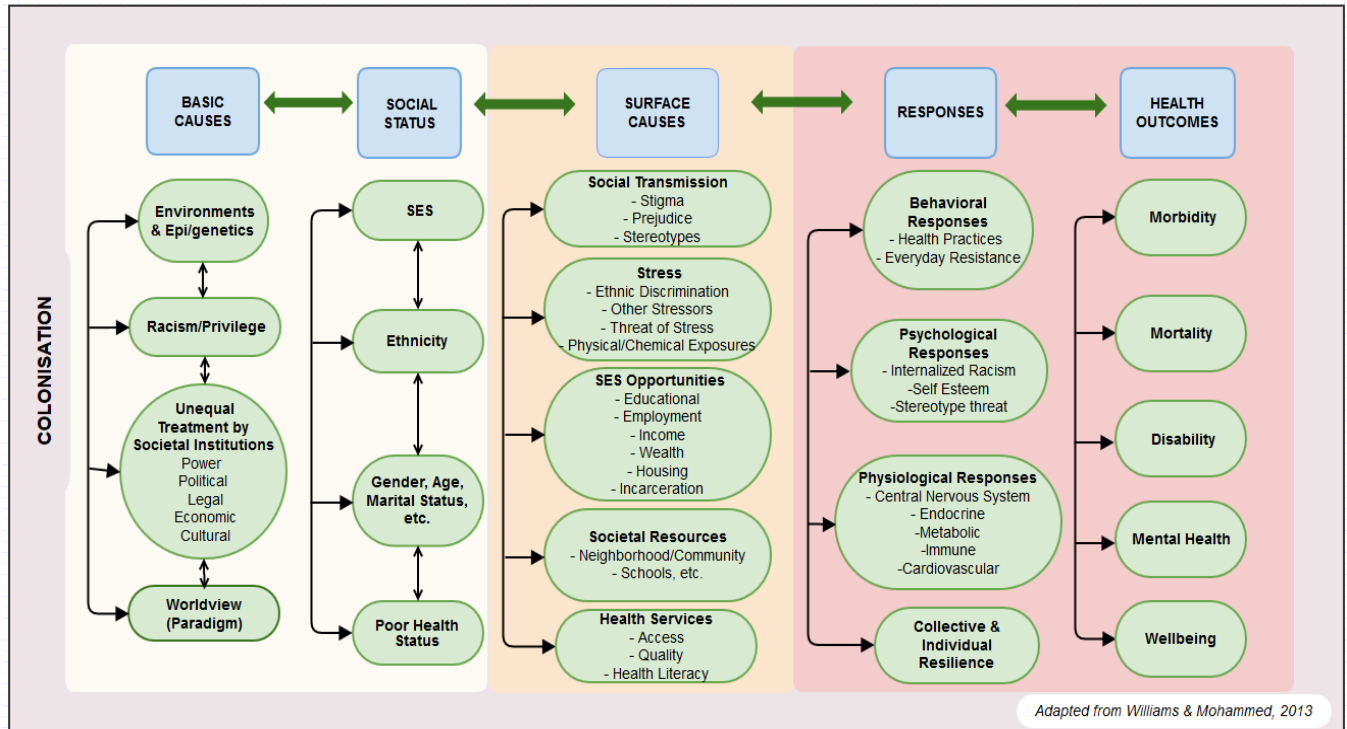 COLONISATION
BASIC
CAUSES
SOCIAL
STATUS
SURFACE
CAUSES
RESPONSES
HEALTH
OUTCOMES
Environments
& Epi/genetics
Racism/Privilege
Unequal
Treatment by
Societal Institutions
Power
Political
Legal
Economic
Cultural
Worldview
(Paradigm)
SES
Ethnicity
Gender, Age,
Marital Status,
etc.
Poor Health
Status
Social Transmission
- Stigma
- Prejudice
- Stereotypes
Stress
- Ethnic Discrimination
- Other Stressors
- Threat of Stress
- Physical/Chemical Exposures
SES Opportunities
- Educational
- Employment
- Income
- Wealth
- Housing
- Incarceration
Societal Resources
- Neighborhood/Community
- Schools, etc.
Health Services
- Access
- Quality
- Health Literacy
Behavioral
Responses
- Health Practices
- Everyday Resistance
Psychological
Responses
- Internalized Racism
-Self Esteem
-Stereotype threat
Physiological Responses
- Central Nervous System
- Endocrine
- Metabolic
- Immune
- Cardiovascular
Collective &
Individual
Resilience
Morbidity
Mortality
Disability
Mental Health
Wellbeing
Adapted from Williams & Mohammed, 2013